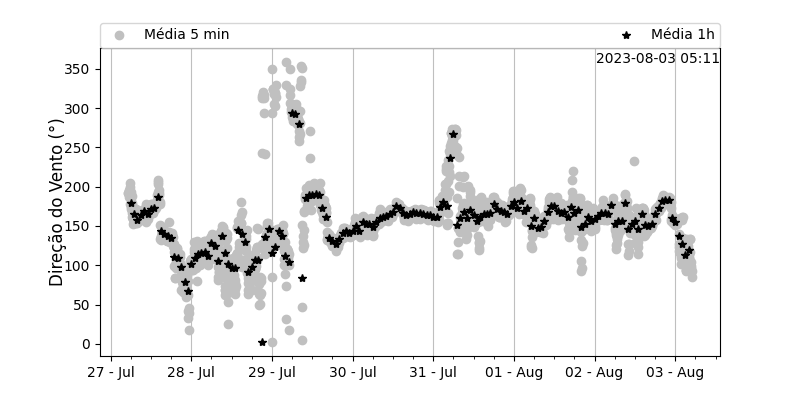 Média 5 min
Média 1h
2023-08-03 05:11
Direção do Vento (°)
350
300
250
200
150
100
50
0
27 - Jul
28 - Jul
29 - Jul
30 - Jul
31 - Jul
01 - Aug
02 - Aug
03 - Aug